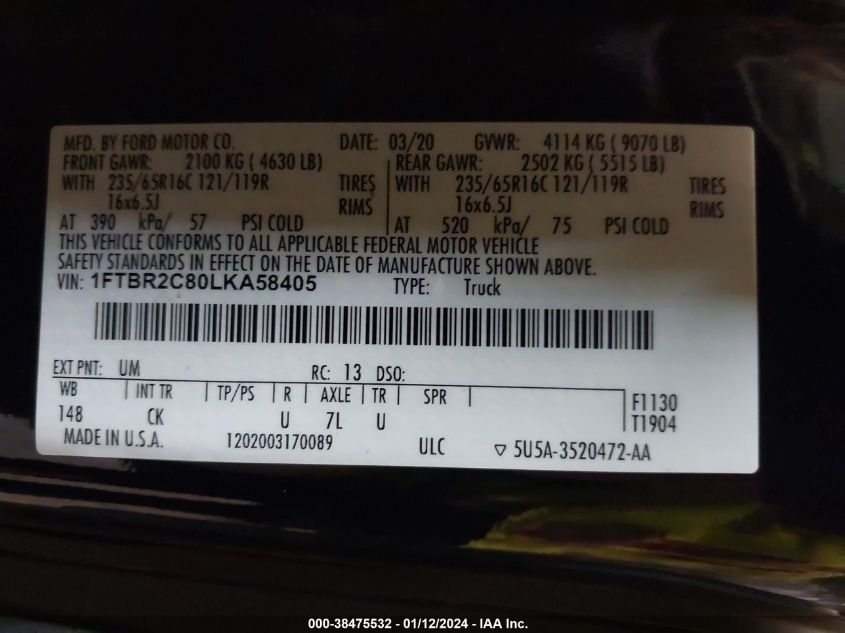 MFD. BY FORD MOTOR CO. DATE: 03/20 GVWR: 4114 KG ( 9070 LB)
FRONT GAWR: 2100 KG ( 4630 LB) REAR GAWR: 2502 KG ( 5515 LB)
WITH 235/65R16C 121/119R TIRES WITH 235/65R16C 121/119R TIRES
16x6.5J RIMS 16x6.5J RIMS
AT 390 kPa/ 57 PSI COLD AT 520 kPa/ 75 PSI COLD
THIS VEHICLE CONFORMS TO ALL APPLICABLE FEDERAL MOTOR VEHICLE
SAFETY STANDARDS IN EFFECT ON THE DATE OF MANUFACTURE SHOWN ABOVE.
VIN: 1FTBR2C80LKA58405 TYPE: Truck
EXT PNT: UM RC: 13 DSO:
WB INT TR TP/PS R AXLE TR SPR F1130
148 CK U 7L U T1904
MADE IN U.S.A. 1202003170089 ULC ▽ 5U5A-3520472-AA
000-38475532 - 01/12/2024 - IAA Inc.